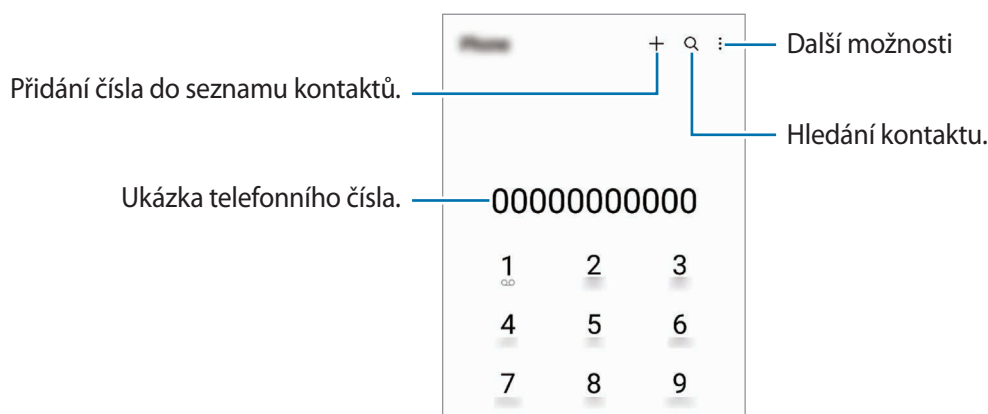 +
Další možnosti
Přidání čísla do seznamu kontaktů.
Hledání kontaktu.
Ukázka telefonního čísla.
00000000000
1 2 3
4 5 6
7 8 9